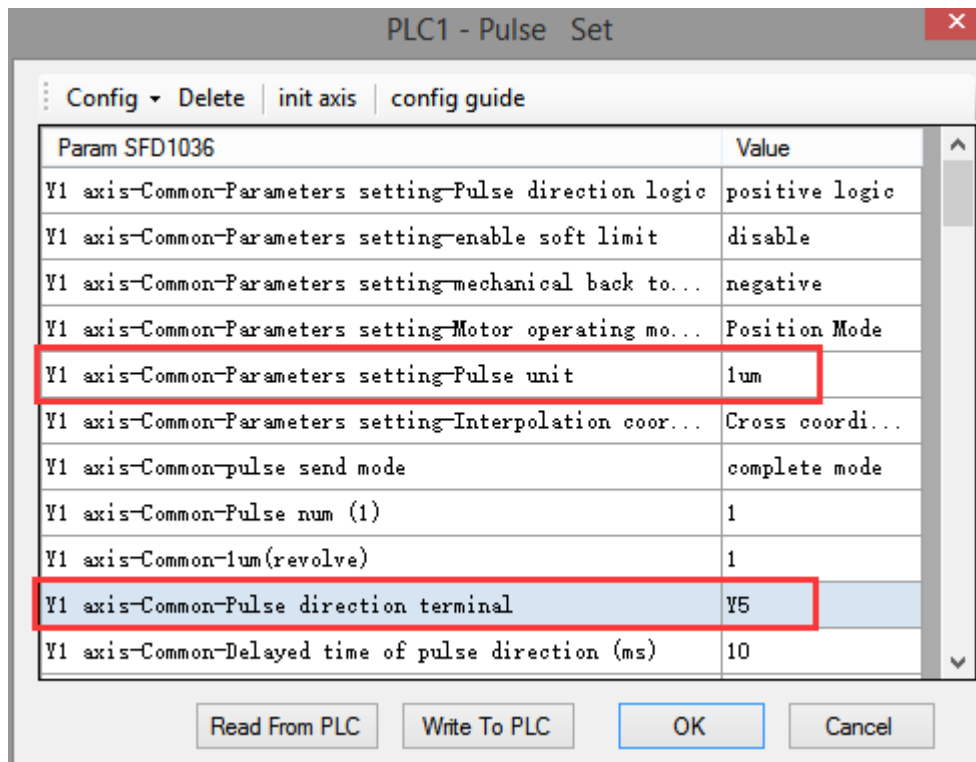 PLC1 - Pulse Set
Config Delete init axis config guide
Param SFD1036 Value
Y1 axis-Common-Parameters setting-Pulse direction logic positive logic
Y1 axis-Common-Parameters setting-enable soft limit disable
Y1 axis-Common-Parameters setting-mechanical back to... negative
Y1 axis-Common-Parameters setting-Motor operating mo... Position Mode
Y1 axis-Common-Parameters setting-Pulse unit 1um
Y1 axis-Common-Parameters setting-Interpolation coor... Cross coordi...
Y1 axis-Common-pulse send mode complete mode
Y1 axis-Common-Pulse num (1) 1
Y1 axis-Common-1um(revolve) 1
Y1 axis-Common-Pulse direction terminal Y5
Y1 axis-Common-Delayed time of pulse direction (ms) 10
Read From PLC Write To PLC OK Cancel